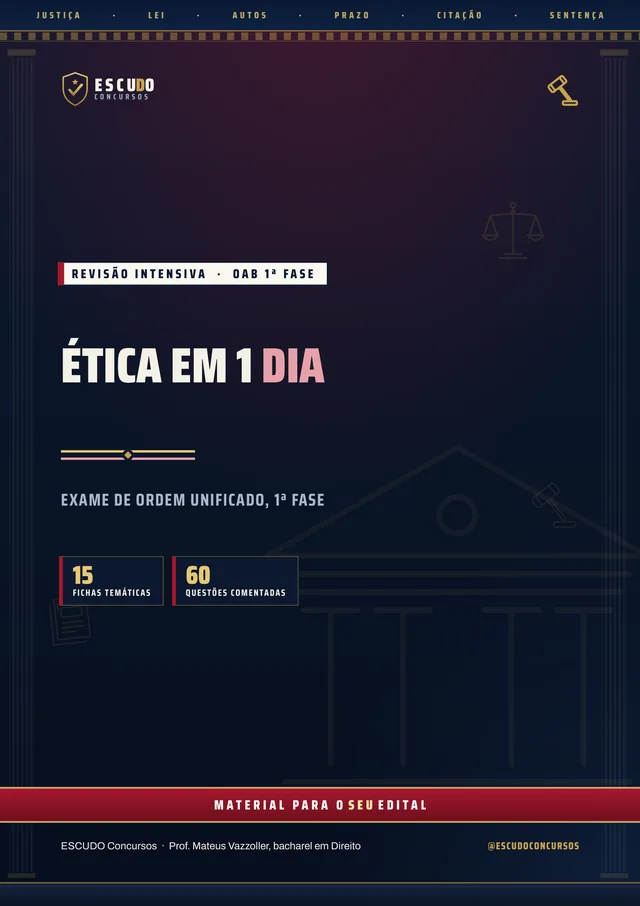 JUSTIÇA · LEI · AUTOS · PRAZO · CITAÇÃO · SENTENÇA
ESCUDO
CONCURSOS
REVISÃO INTENSIVA · OAB 1ª FASE
ÉTICA EM 1 DIA
EXAME DE ORDEM UNIFICADO, 1ª FASE
15 60
FICHAS TEMÁTICAS QUESTÕES COMENTADAS
MATERIAL PARA O SEU EDITAL
ESCUDO Concursos · Prof. Mateus Vazzoller, bacharel em Direito @ESCUDOCONCURSOS